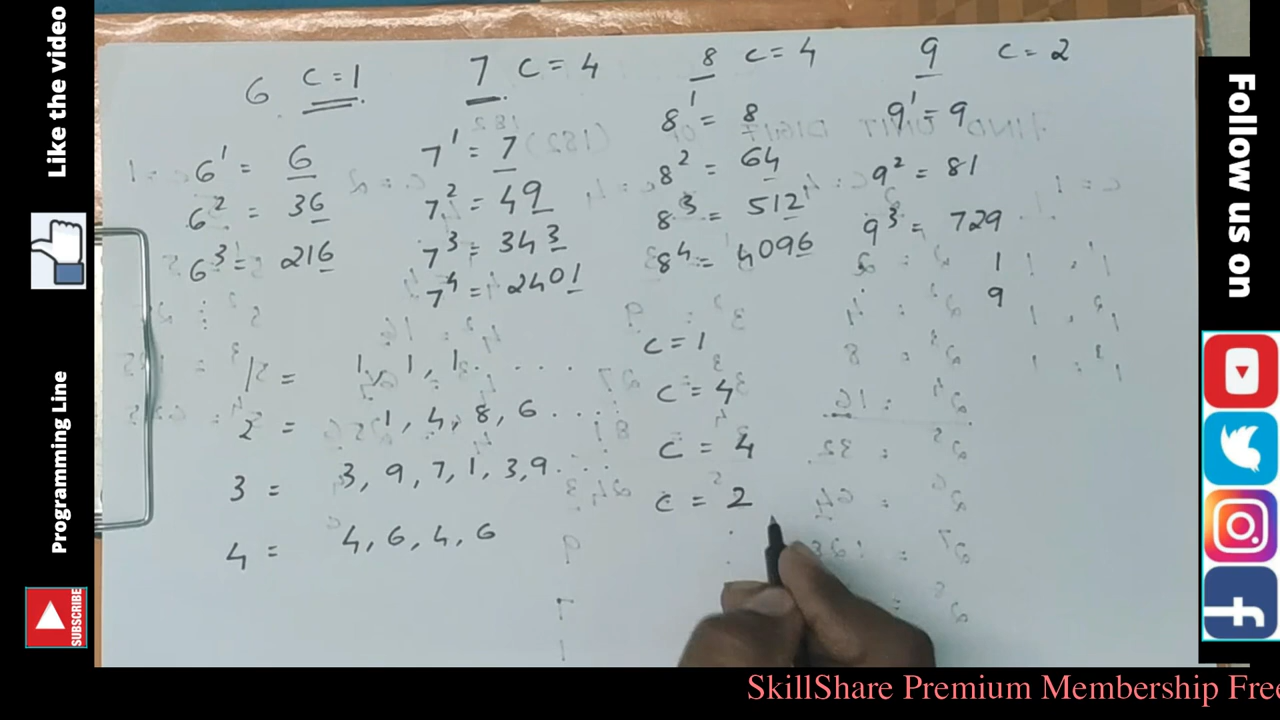 Like the video
Programming Line
SUBSCRIBE
6 C = 1
6¹ = 6
6² = 36
6³ = 216
7 C = 4
7¹ = 7
7² = 49
7³ = 343
7⁴ = 2401
8 C = 4
8¹ = 8
8² = 64
8³ = 512
8⁴ = 4096
9 C = 2
9¹ = 9
9² = 81
9³ = 729
1
9
1 = 1, 1, 1 . . . . C = 1
2 = 1, 4, 8, 6 . . . . C = 4
3 = 3, 9, 7, 1, 3, 9 . . . C = 4
4 = 4, 6, 4, 6 C = 2
Follow us on
SkillShare Premium Membership Free